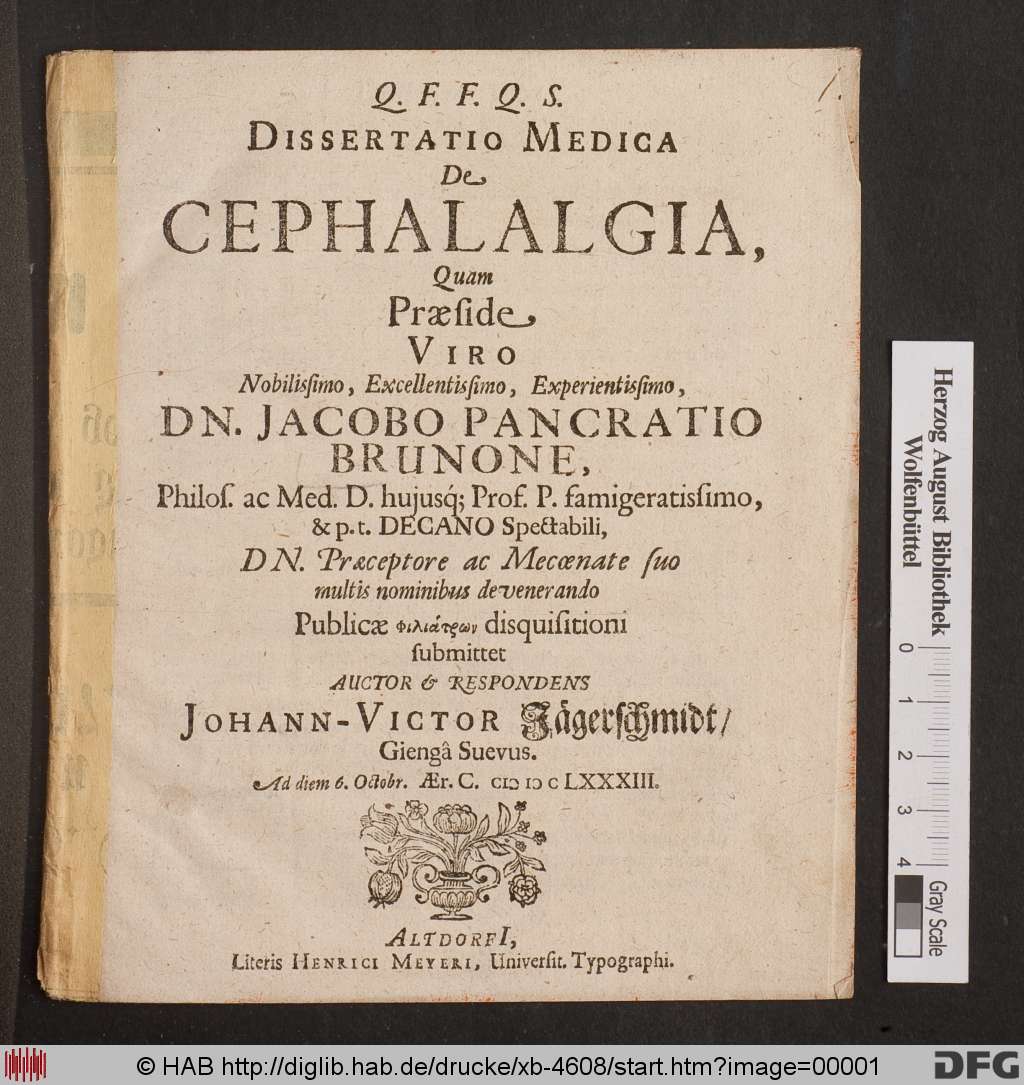 Q. F. F. Q. S.
DISSERTATIO MEDICA
De
CEPHALALGIA,
Quam
Præſide
VIRO
Nobiliſſimo, Excellentiſſimo, Experientiſſimo,
DN. JACOBO PANCRATIO
BRUNONE,
Philoſ. ac Med. D. hujusq́; Prof. P. famigeratiſſimo,
& p. t. DECANO Spectabili,
DN. Præceptore ac Mecœnate ſuo
multis nominibus devenerando
Publicæ φιλιάτρων disquiſitioni
ſubmittet
AUCTOR & RESPONDENS
JOHANN-VICTOR Jägerſchmidt/
Giengâ Suevus.
Ad diem 6. Octobr. Ær. C. CIↃ IↃ C LXXXIII.
ALTDORFI,
Literis HENRICI MEYERI, Univerſit. Typographi.
Herzog August Bibliothek
Wolfenbüttel
0 1 2 3 4
Gray Scale
© HAB http://diglib.hab.de/drucke/xb-4608/start.htm?image=00001
DFG